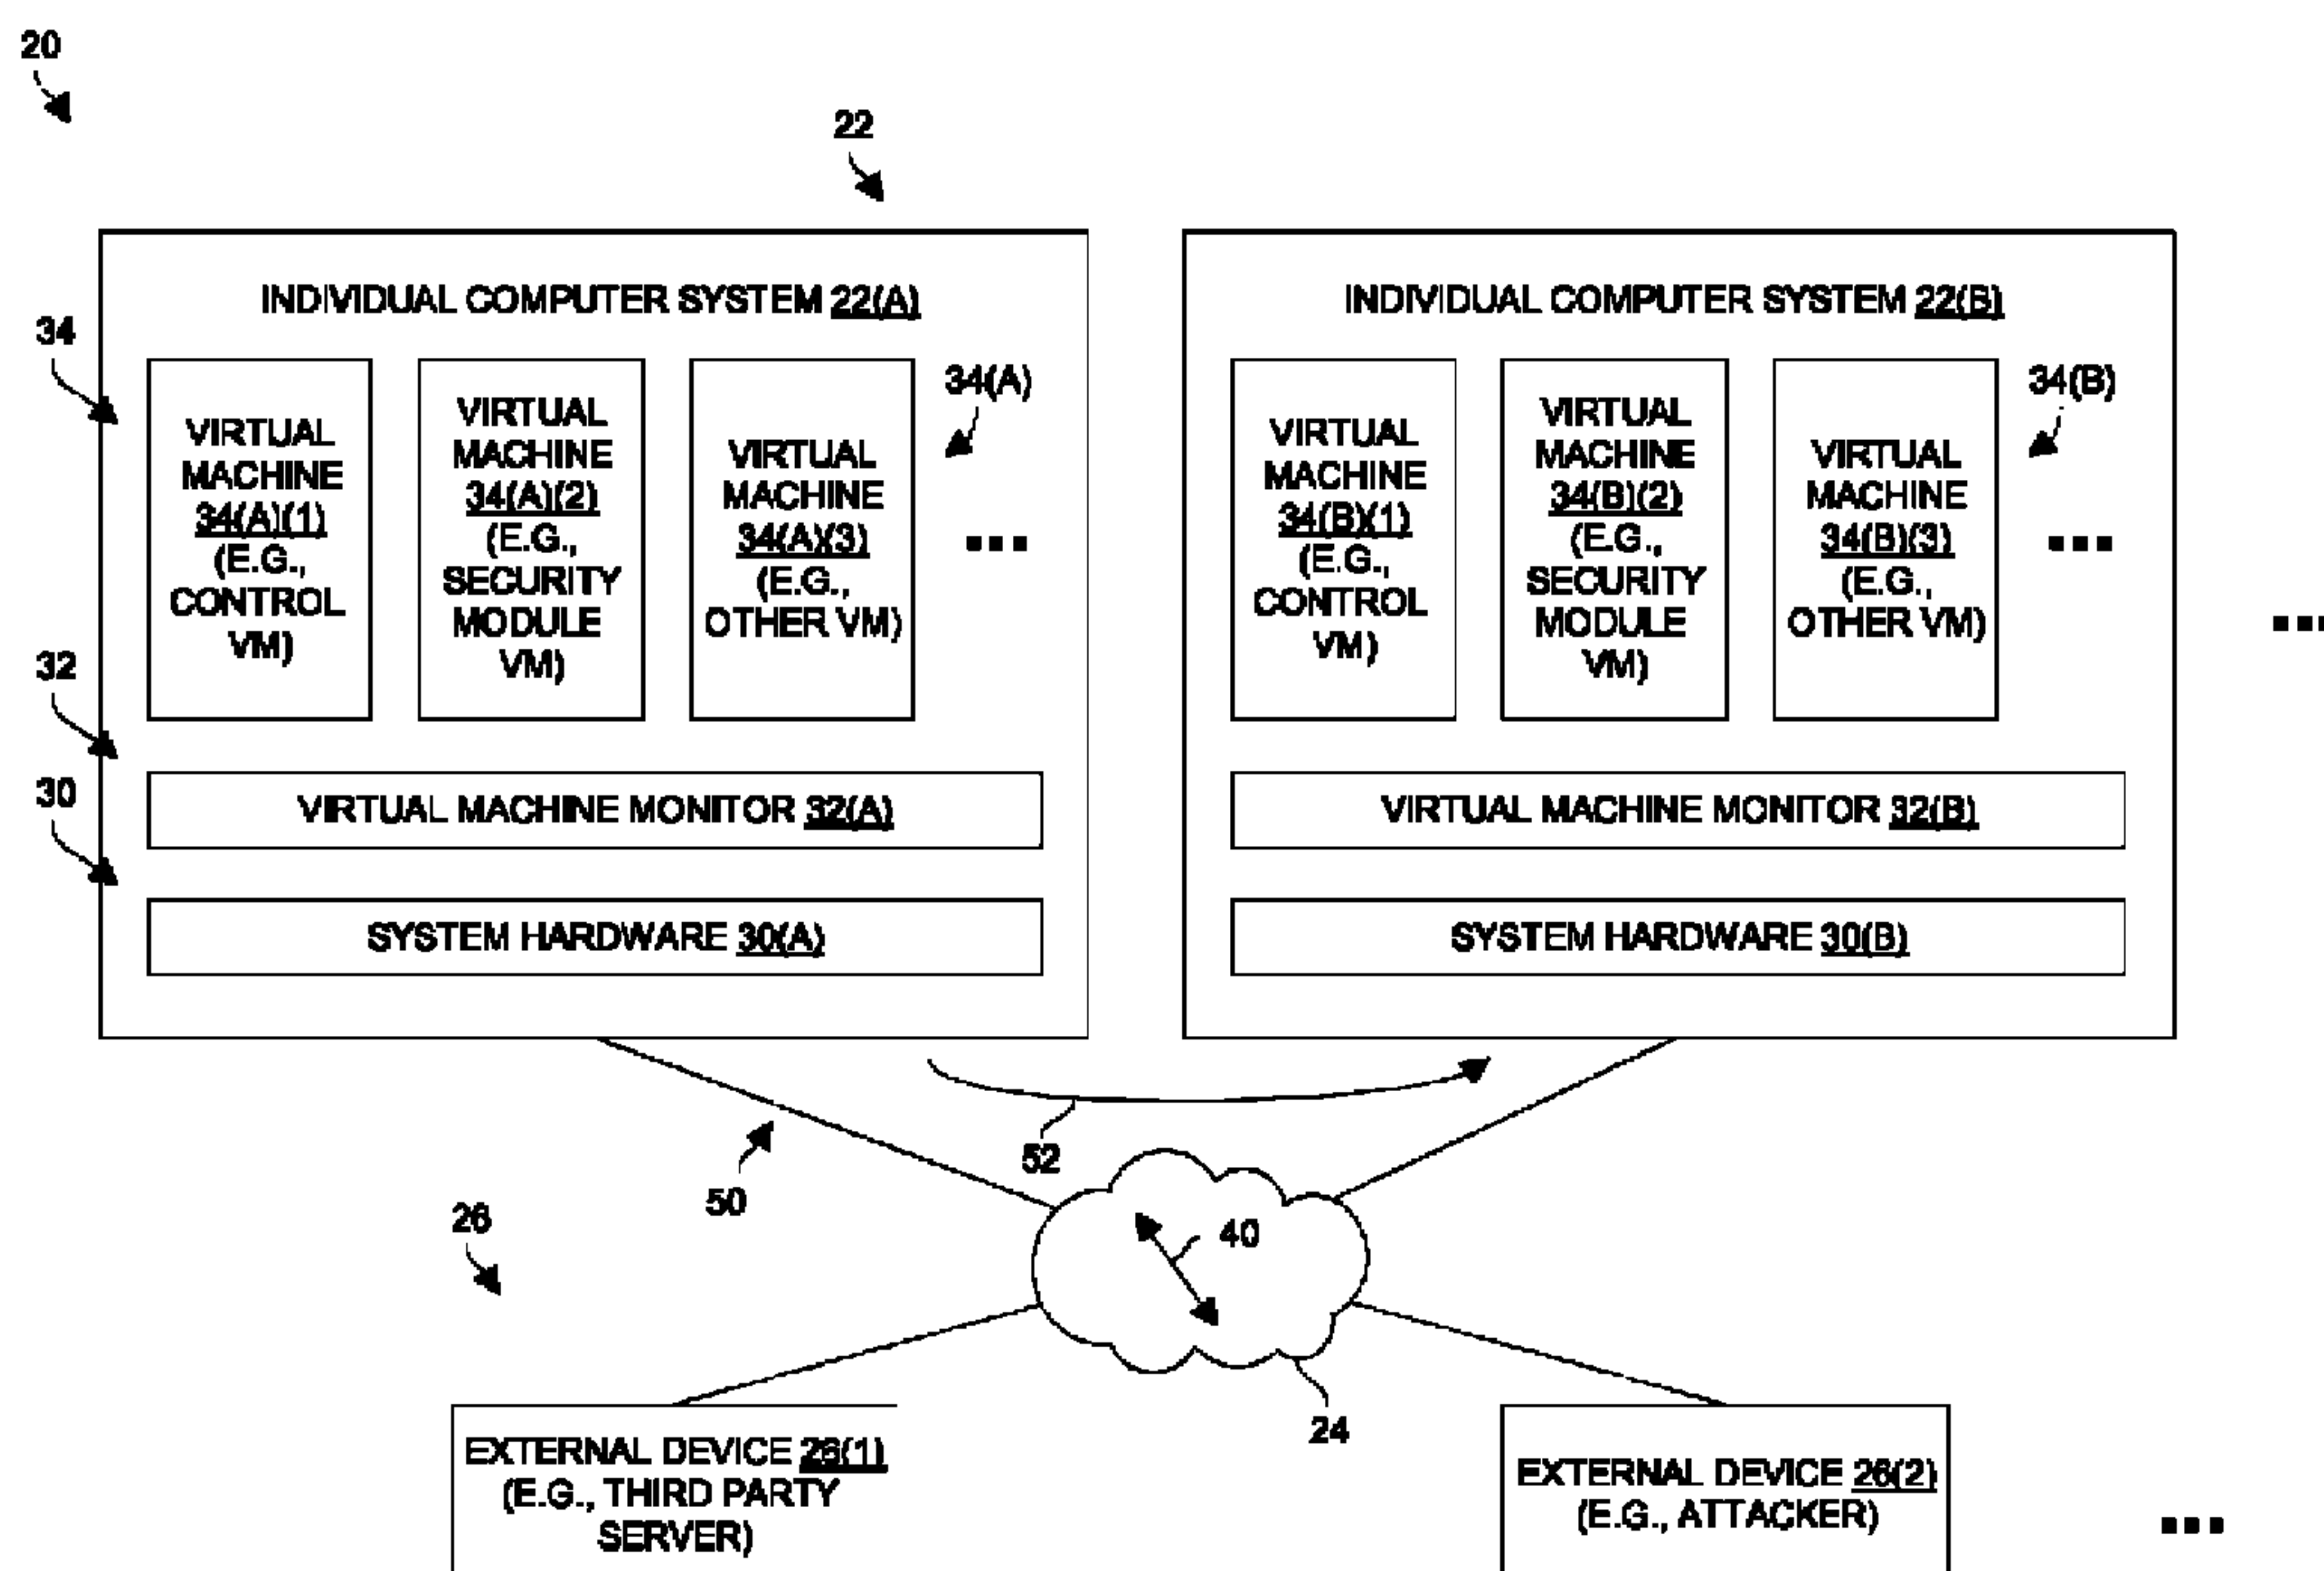 20
22
INDIVIDUAL COMPUTER SYSTEM 22(A)
34
VIRTUAL
MACHINE
34(A)(1)
(E.G.,
CONTROL
VM)
VIRTUAL
MACHINE
34(A)(2)
(E.G.,
SECURITY
MODULE
VM)
VIRTUAL
MACHINE
34(A)(3)
(E.G.,
OTHER VM)
34(A)
...
32
VIRTUAL MACHINE MONITOR 32(A)
30
SYSTEM HARDWARE 30(A)
INDIVIDUAL COMPUTER SYSTEM 22(B)
VIRTUAL
MACHINE
34(B)(1)
(E.G.,
CONTROL
VM)
VIRTUAL
MACHINE
34(B)(2)
(E.G.,
SECURITY
MODULE
VM)
VIRTUAL
MACHINE
34(B)(3)
(E.G.,
OTHER VM)
34(B)
...
VIRTUAL MACHINE MONITOR 32(B)
SYSTEM HARDWARE 30(B)
...
52
50
26
40
24
EXTERNAL DEVICE 26(1)
(E.G., THIRD PARTY
SERVER)
EXTERNAL DEVICE 26(2)
(E.G., ATTACKER)
...